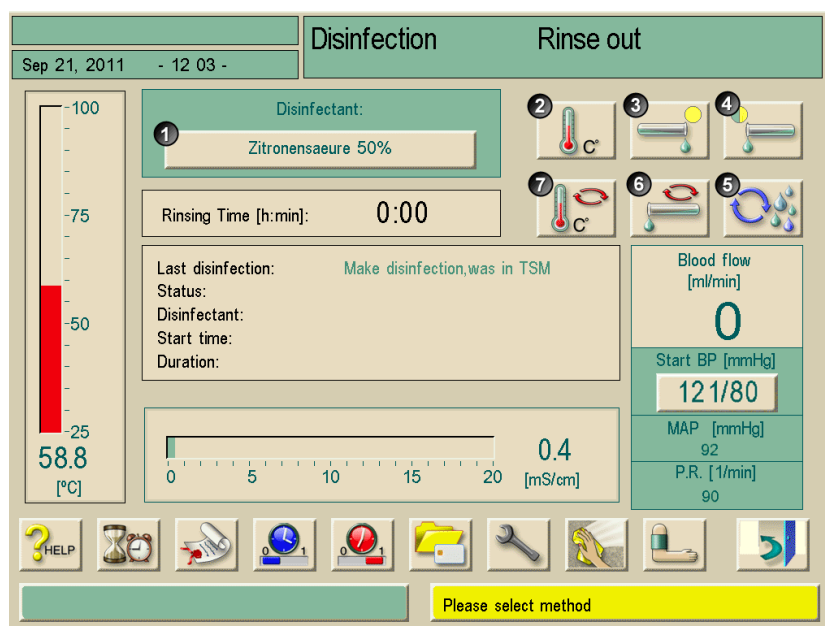 Disinfection Rinse out
Sep 21, 2011 - 12 03 -
100
75
50
25
58.8
[ºC]
Disinfectant:
1
Zitronensaeure 50%
Rinsing Time [h:min]: 0:00
Last disinfection: Make disinfection,was in TSM
Status:
Disinfectant:
Start time:
Duration:
0 5 10 15 20
0.4
[mS/cm]
2 C° 3 4
7 C° 6 5
Blood flow
[ml/min]
0
Start BP [mmHg]
121/80
MAP [mmHg]
92
P.R. [1/min]
90
?HELP 0 1 0 1
Please select method